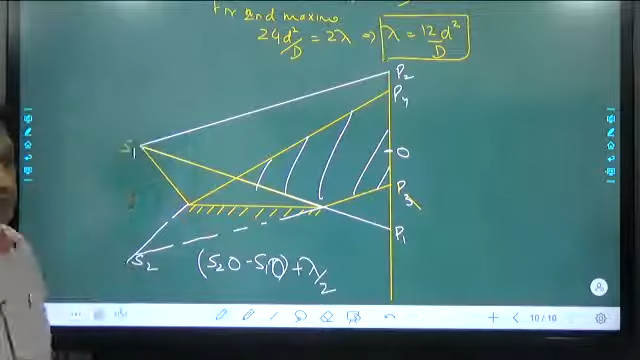 For 2nd maxima
24d²/D = 2λ ⇒ λ = 12d²/D
P₂
P₄
S₁
O
P₃
P₁
S₂
(S₂O - S₁O) + λ/2
10/10